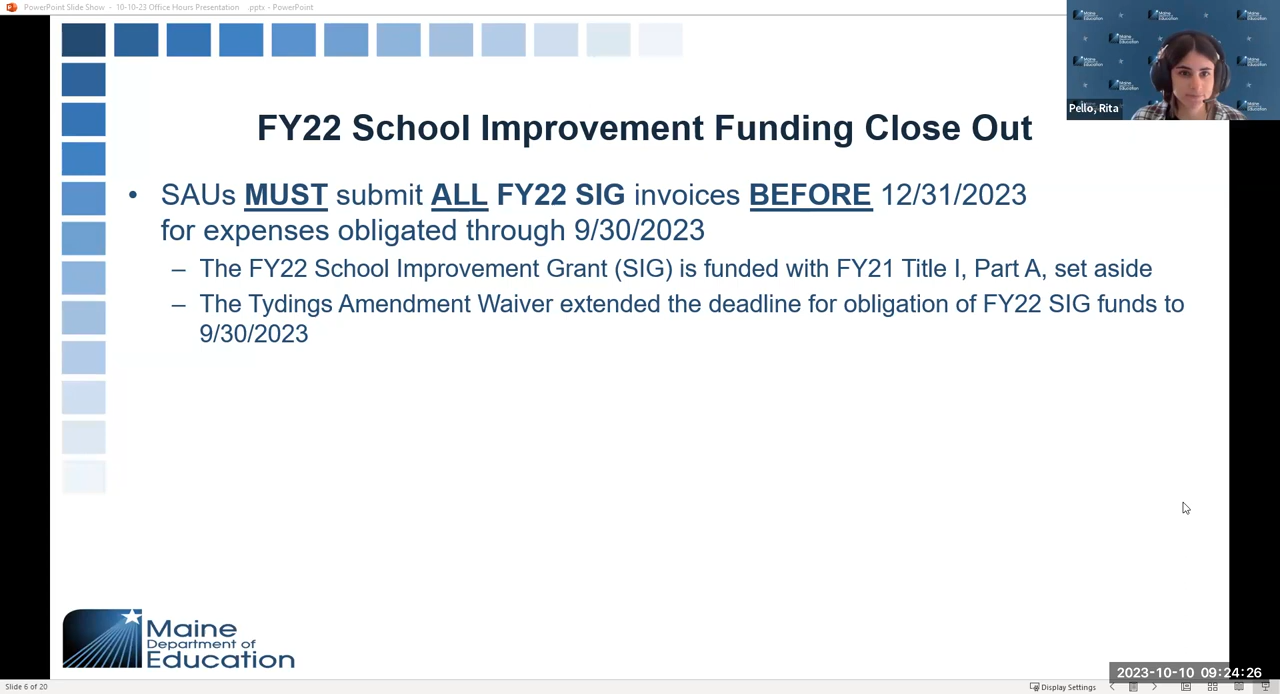 PowerPoint Slide Show - 10-10-23 Office Hours Presentation .pptx - PowerPoint
Pello, Rita
FY22 School Improvement Funding Close Out
• SAUs MUST submit ALL FY22 SIG invoices BEFORE 12/31/2023
for expenses obligated through 9/30/2023
– The FY22 School Improvement Grant (SIG) is funded with FY21 Title I, Part A, set aside
– The Tydings Amendment Waiver extended the deadline for obligation of FY22 SIG funds to
9/30/2023
Maine
Department of
Education
2023-10-10 09:24:26
Slide 6 of 20
Display Settings